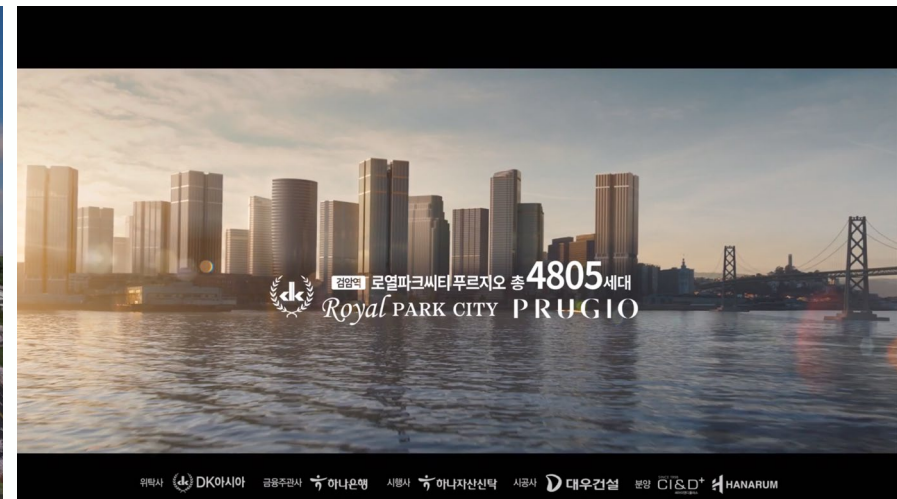 검암역 로열파크씨티 푸르지오 총 4805세대
dk Royal PARK CITY PRUGIO
위탁사 dk DK아시아 금융주관사 하나은행 시행사 하나자산신탁 시공사 대우건설 분양 CI&D+ HANARUM